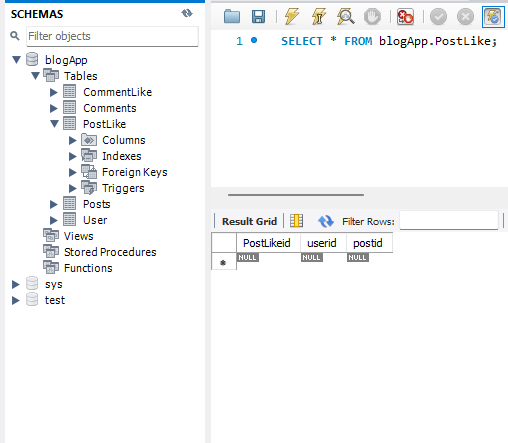 SCHEMAS
Filter objects
blogApp
Tables
CommentLike
Comments
PostLike
Columns
Indexes
Foreign Keys
Triggers
Posts
User
Views
Stored Procedures
Functions
sys
test
1 SELECT * FROM blogApp.PostLike;
Result Grid Filter Rows:
PostLikeid userid postid
* NULL NULL NULL